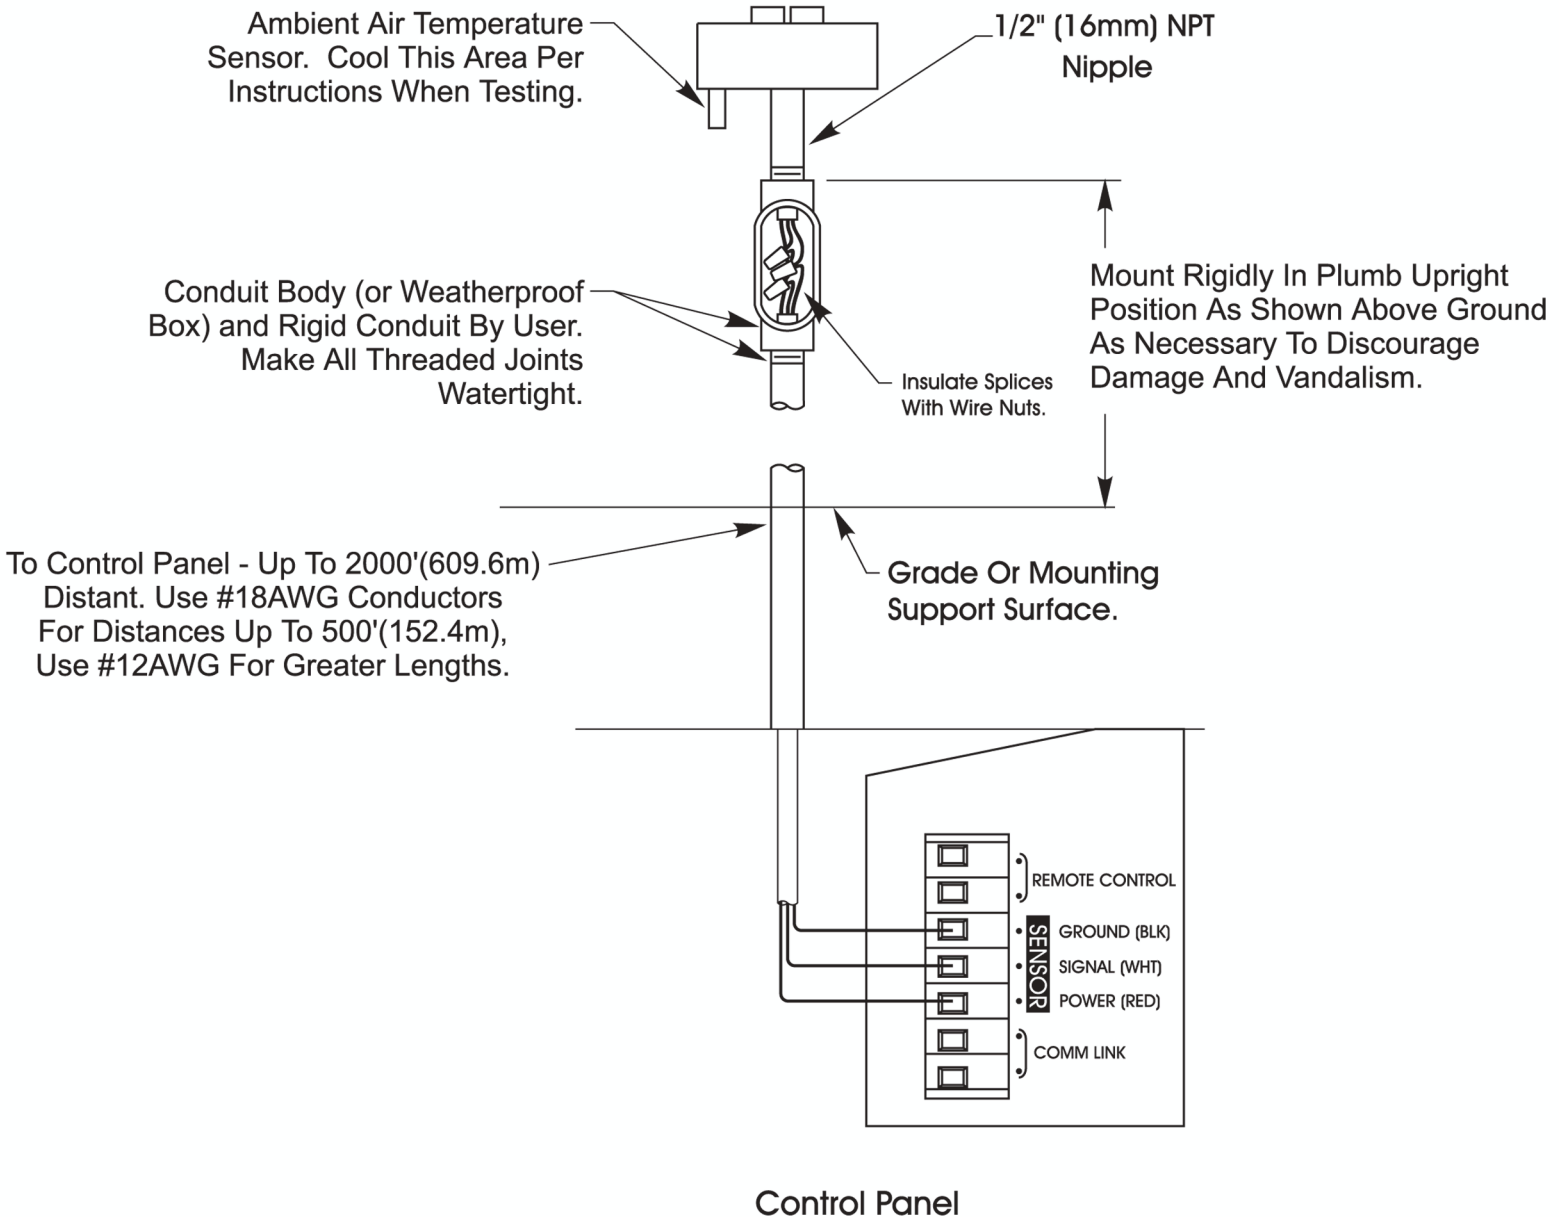 Ambient Air Temperature
Sensor.  Cool This Area Per
Instructions When Testing.
1/2" (16mm) NPT
Nipple
Conduit Body (or Weatherproof
Box) and Rigid Conduit By User.
Make All Threaded Joints
Watertight.
Mount Rigidly In Plumb Upright
Position As Shown Above Ground
As Necessary To Discourage
Damage And Vandalism.
Insulate Splices
With Wire Nuts.
To Control Panel - Up To 2000'(609.6m)
Distant. Use #18AWG Conductors
For Distances Up To 500'(152.4m),
Use #12AWG For Greater Lengths.
Grade Or Mounting
Support Surface.
REMOTE CONTROL
SENSOR
GROUND (BLK)
SIGNAL (WHT)
POWER (RED)
COMM LINK
Control Panel